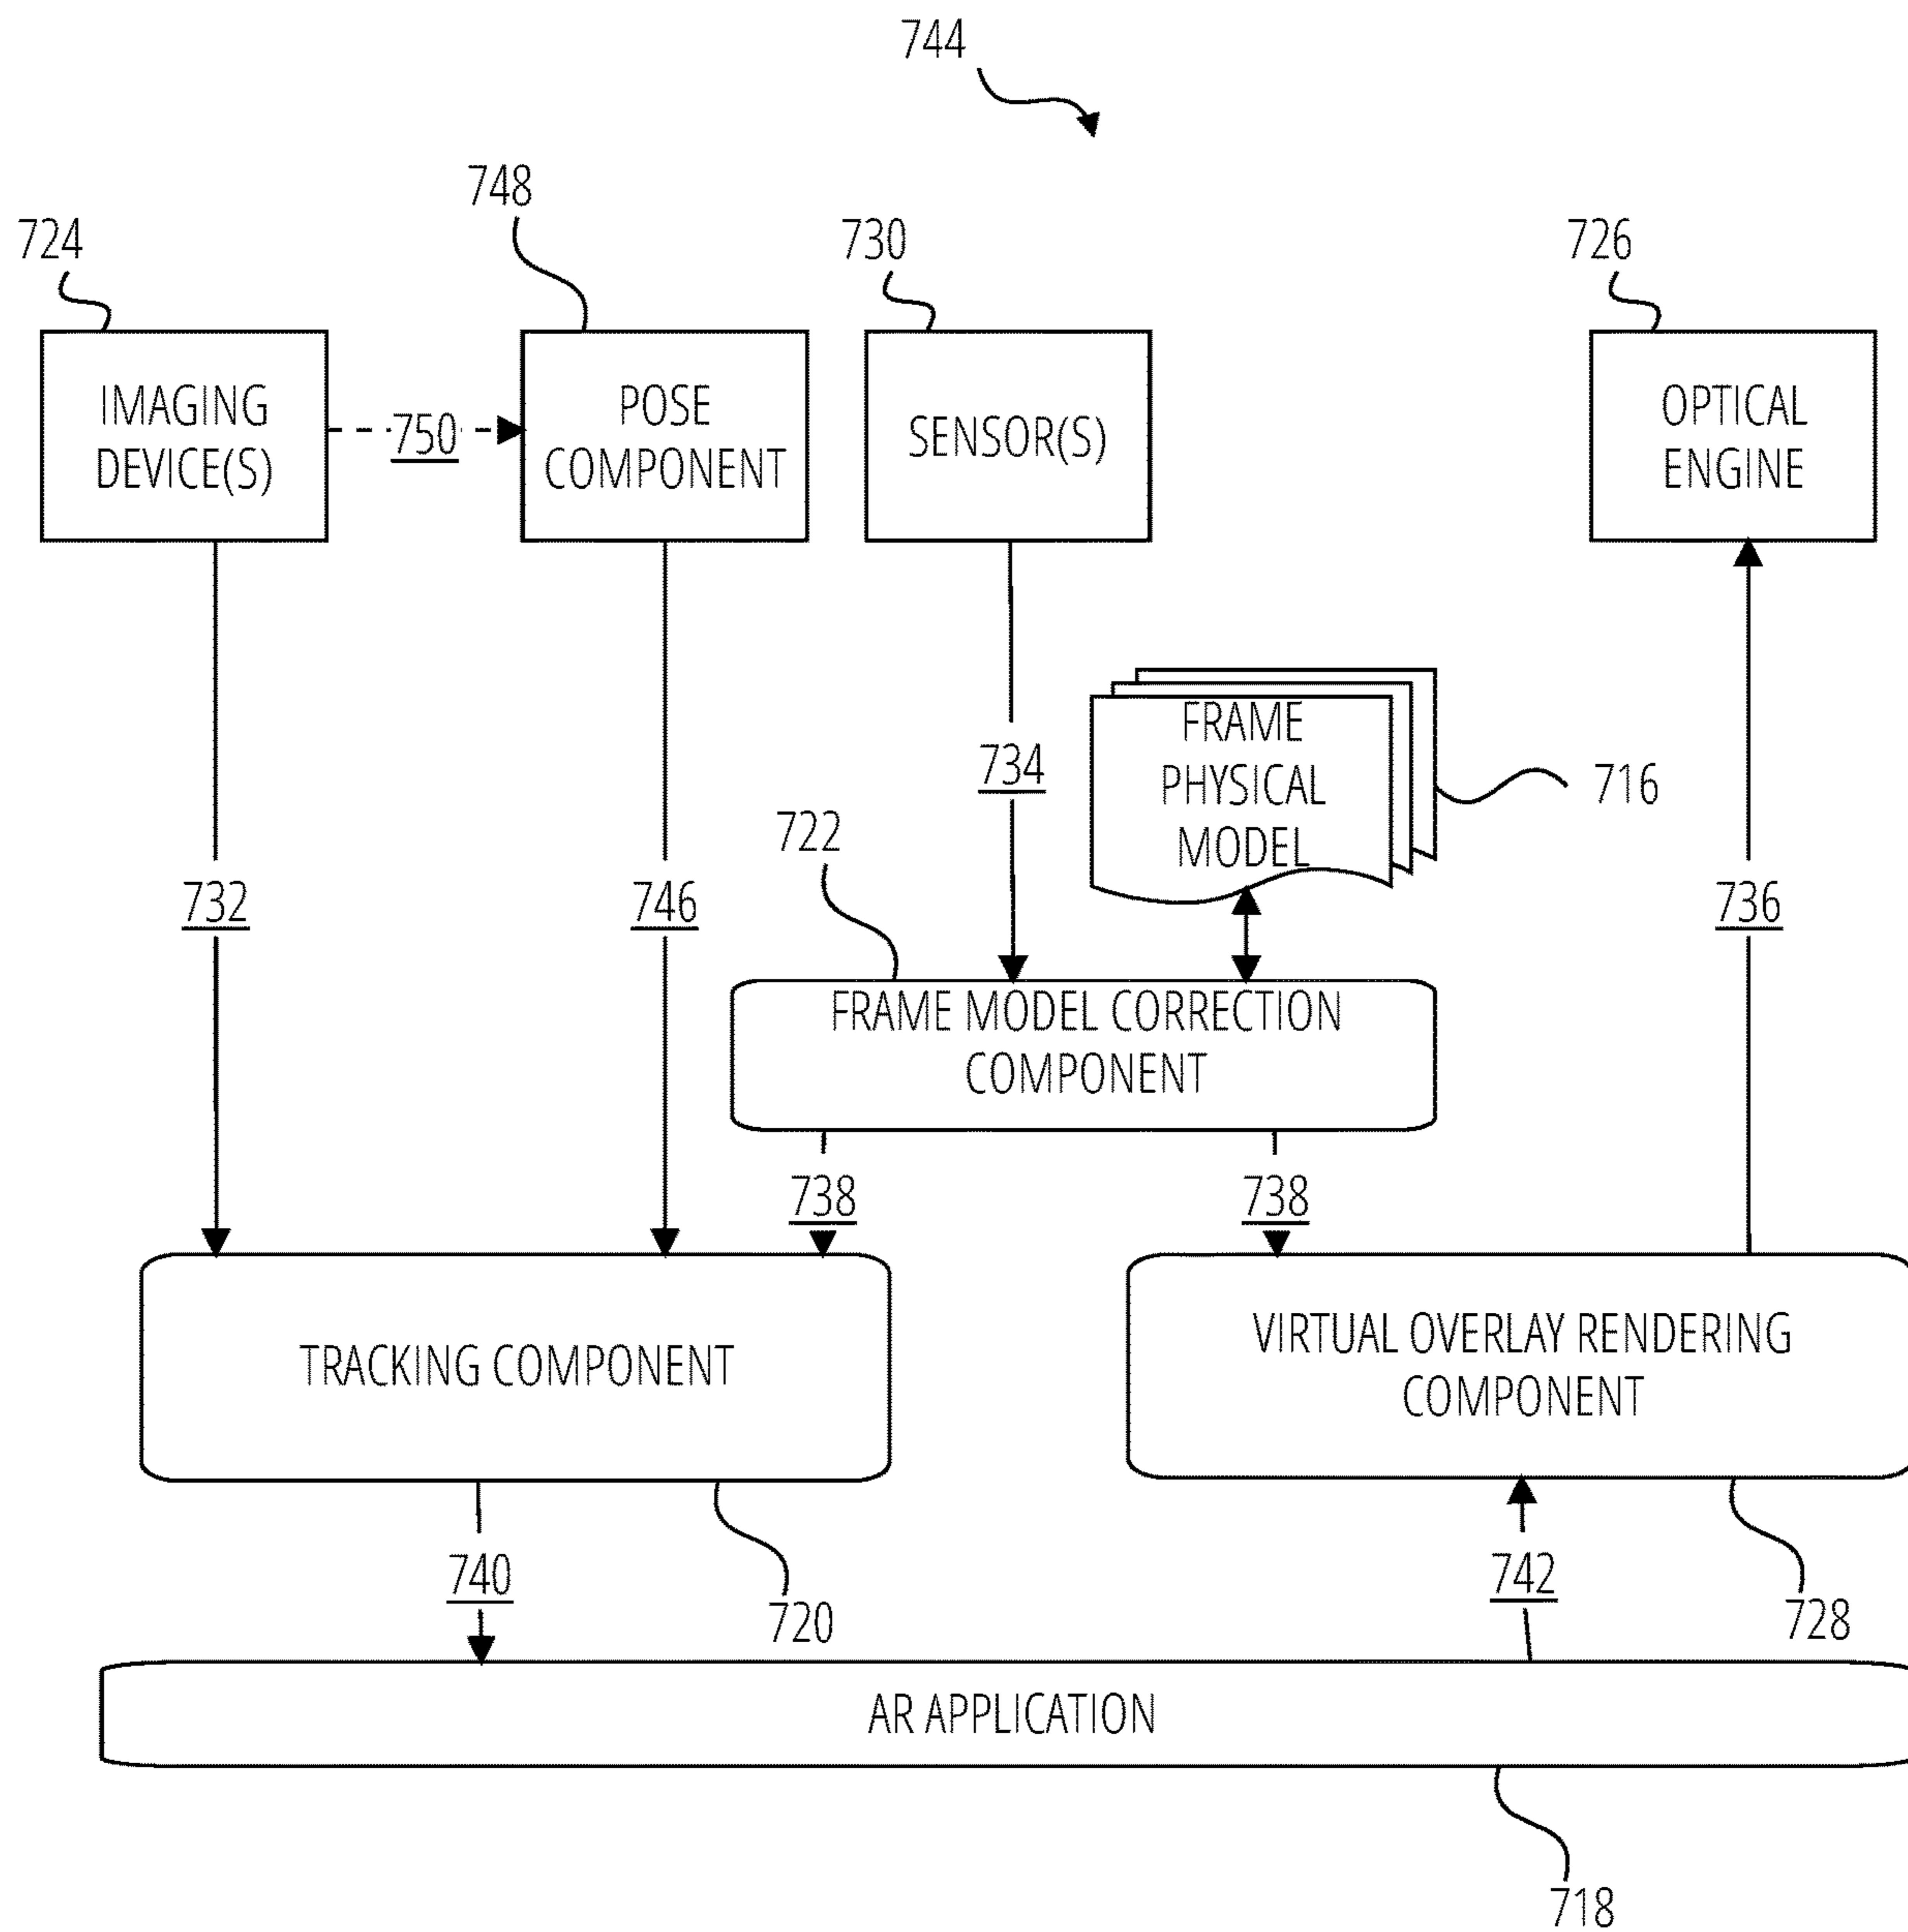 744
748
724
730
726
IMAGING
DEVICE(S)
750
POSE
COMPONENT
SENSOR(S)
OPTICAL
ENGINE
FRAME
PHYSICAL
MODEL
734
716
722
732
746
736
FRAME MODEL CORRECTION
COMPONENT
738
738
TRACKING COMPONENT
VIRTUAL OVERLAY RENDERING
COMPONENT
740
720
742
728
AR APPLICATION
718